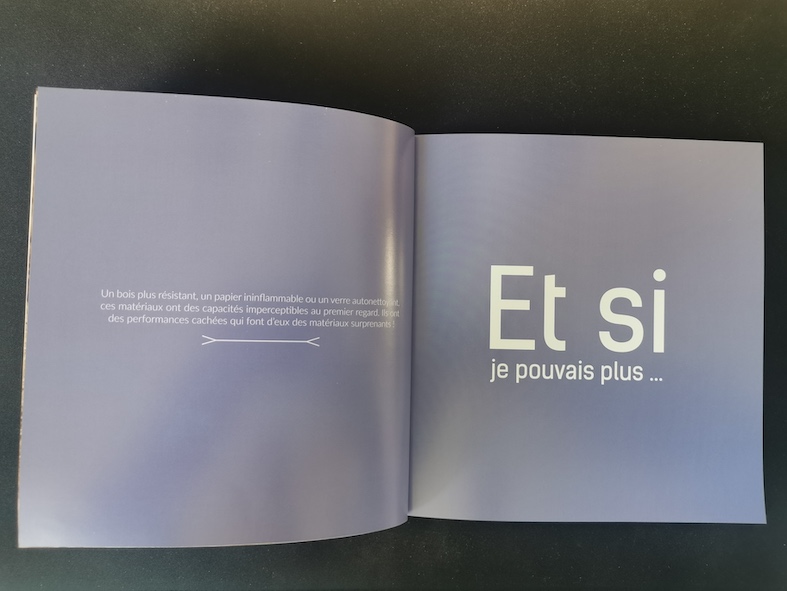 Un bois plus résistant, un papier ininflammable ou un verre autonettoyant,
ces matériaux ont des capacités imperceptibles au premier regard. Ils ont
des performances cachées qui font d'eux des matériaux surprenants !
Et si
je pouvais plus ...